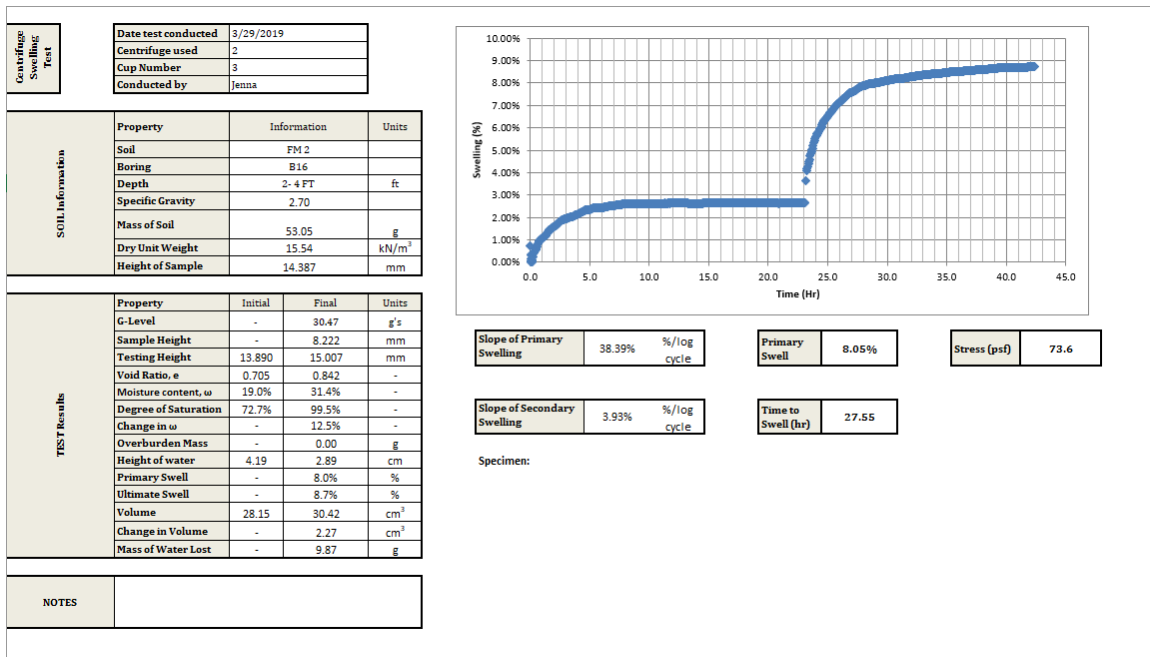 Centrifuge
Swelling
Test
Date test conducted 3/29/2019
Centrifuge used 2
Cup Number 3
Conducted by Jenna
SOIL Information
Property Information Units
Soil FM 2
Boring B16
Depth 2- 4 FT ft
Specific Gravity 2.70
Mass of Soil 53.05 g
Dry Unit Weight 15.54 kN/m³
Height of Sample 14.387 mm
TEST Results
Property Initial Final Units
G-Level - 30.47 g's
Sample Height - 8.222 mm
Testing Height 13.890 15.007 mm
Void Ratio, e 0.705 0.842 -
Moisture content, ω 19.0% 31.4% -
Degree of Saturation 72.7% 99.5% -
Change in ω - 12.5% -
Overburden Mass - 0.00 g
Height of water 4.19 2.89 cm
Primary Swell - 8.0% %
Ultimate Swell - 8.7% %
Volume 28.15 30.42 cm³
Change in Volume - 2.27 cm³
Mass of Water Lost - 9.87 g
NOTES
10.00%
9.00%
8.00%
7.00%
6.00%
5.00%
4.00%
3.00%
2.00%
1.00%
0.00%
Swelling (%)
0.0 5.0 10.0 15.0 20.0 25.0 30.0 35.0 40.0 45.0
Time (Hr)
Slope of Primary
Swelling
38.39%
%/log
cycle
Primary
Swell
8.05%
Stress (psf) 73.6
Slope of Secondary
Swelling
3.93%
%/log
cycle
Time to
Swell (hr)
27.55
Specimen: